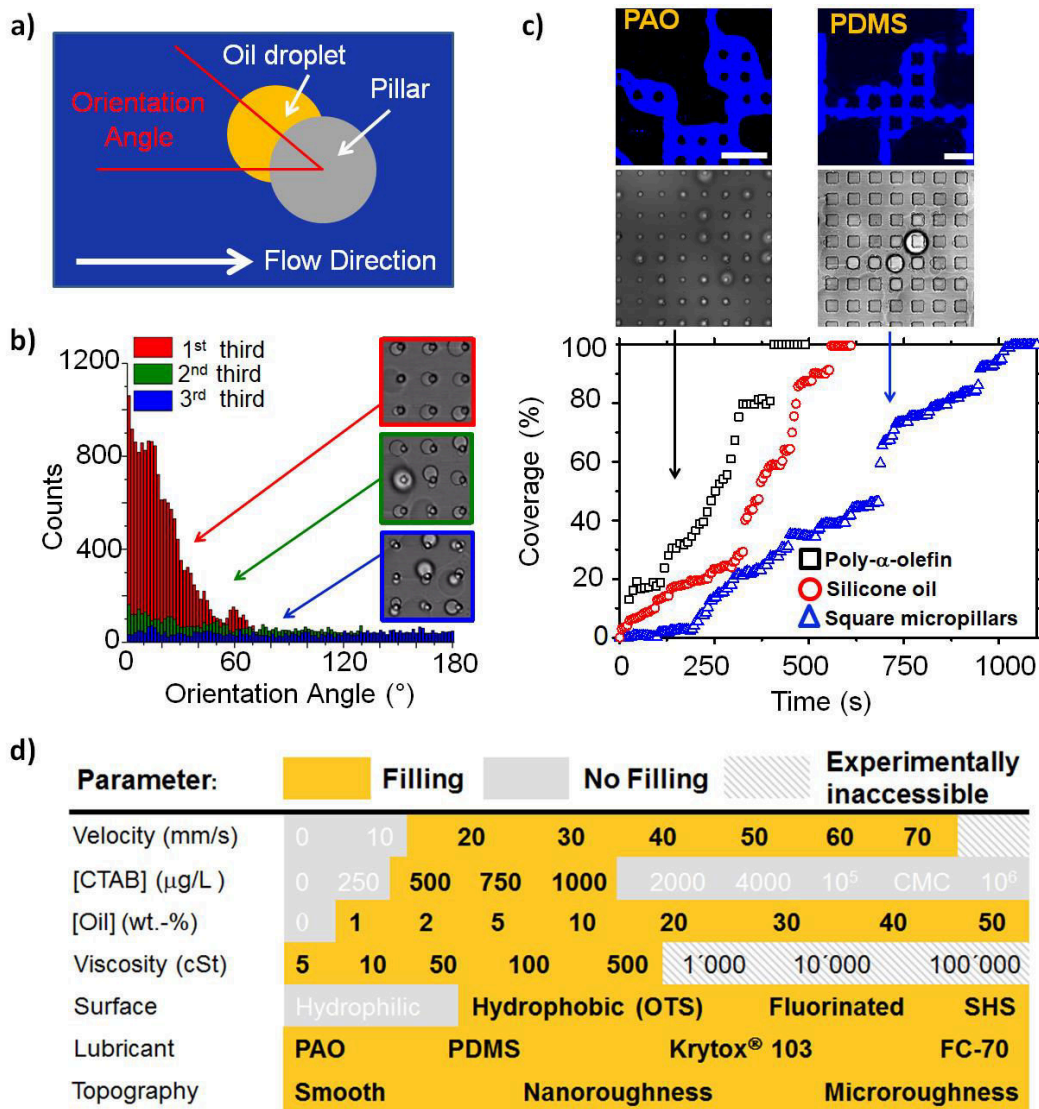 a)
Oil droplet
Pillar
Orientation
Angle
Flow Direction
b)
1200
800
400
0
Counts
1st third
2nd third
3rd third
0 60 120 180
Orientation Angle (°)
c)
PAO PDMS
100
80
60
40
20
0
Coverage (%)
Poly-α-olefin
Silicone oil
Square micropillars
0 250 500 750 1000
Time (s)
d)
Parameter: Filling No Filling Experimentally
inaccessible
Velocity (mm/s) 0 10 20 30 40 50 60 70
[CTAB] (µg/L) 0 250 500 750 1000 2000 4000 10⁵ CMC 10⁶
[Oil] (wt.-%) 0 1 2 5 10 20 30 40 50
Viscosity (cSt) 5 10 50 100 500 1´000 10´000 100´000
Surface Hydrophilic Hydrophobic (OTS) Fluorinated SHS
Lubricant PAO PDMS Krytox® 103 FC-70
Topography Smooth Nanoroughness Microroughness